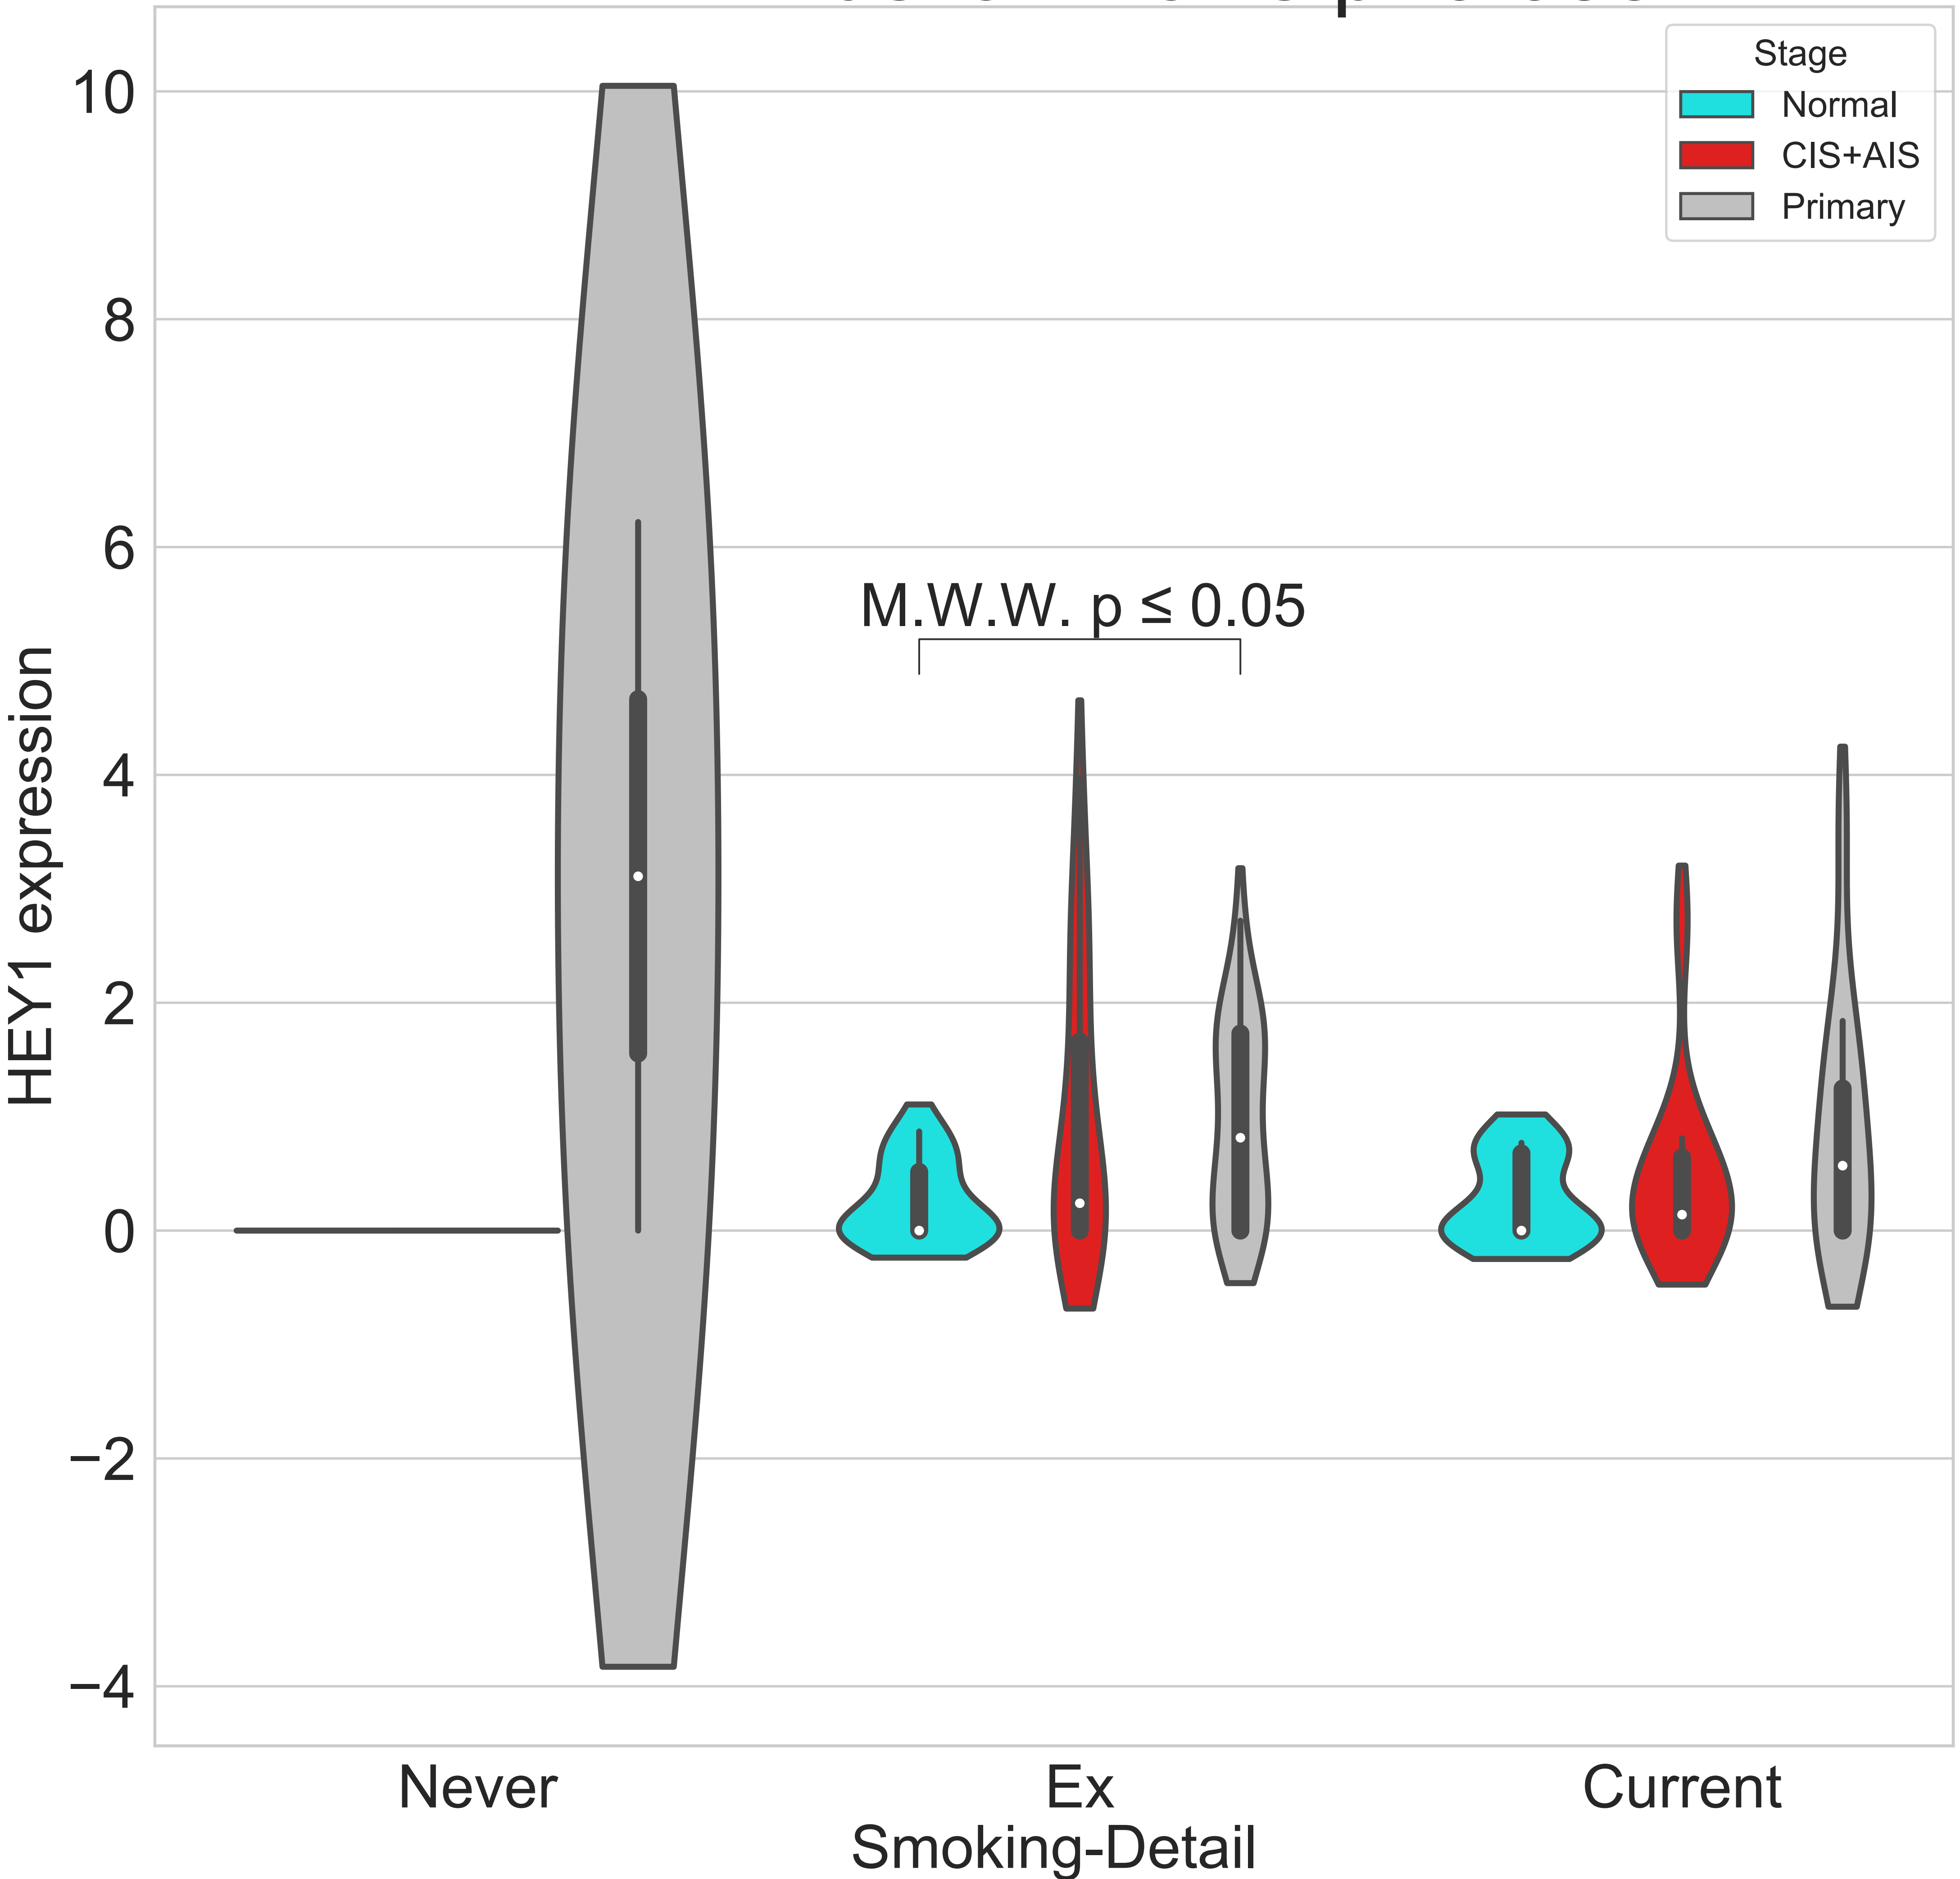 Stage
Normal
CIS+AIS
Primary
10
8
6
4
2
0
−2
−4
HEY1 expression
M.W.W. p ≤ 0.05
Never
Ex
Current
Smoking-Detail